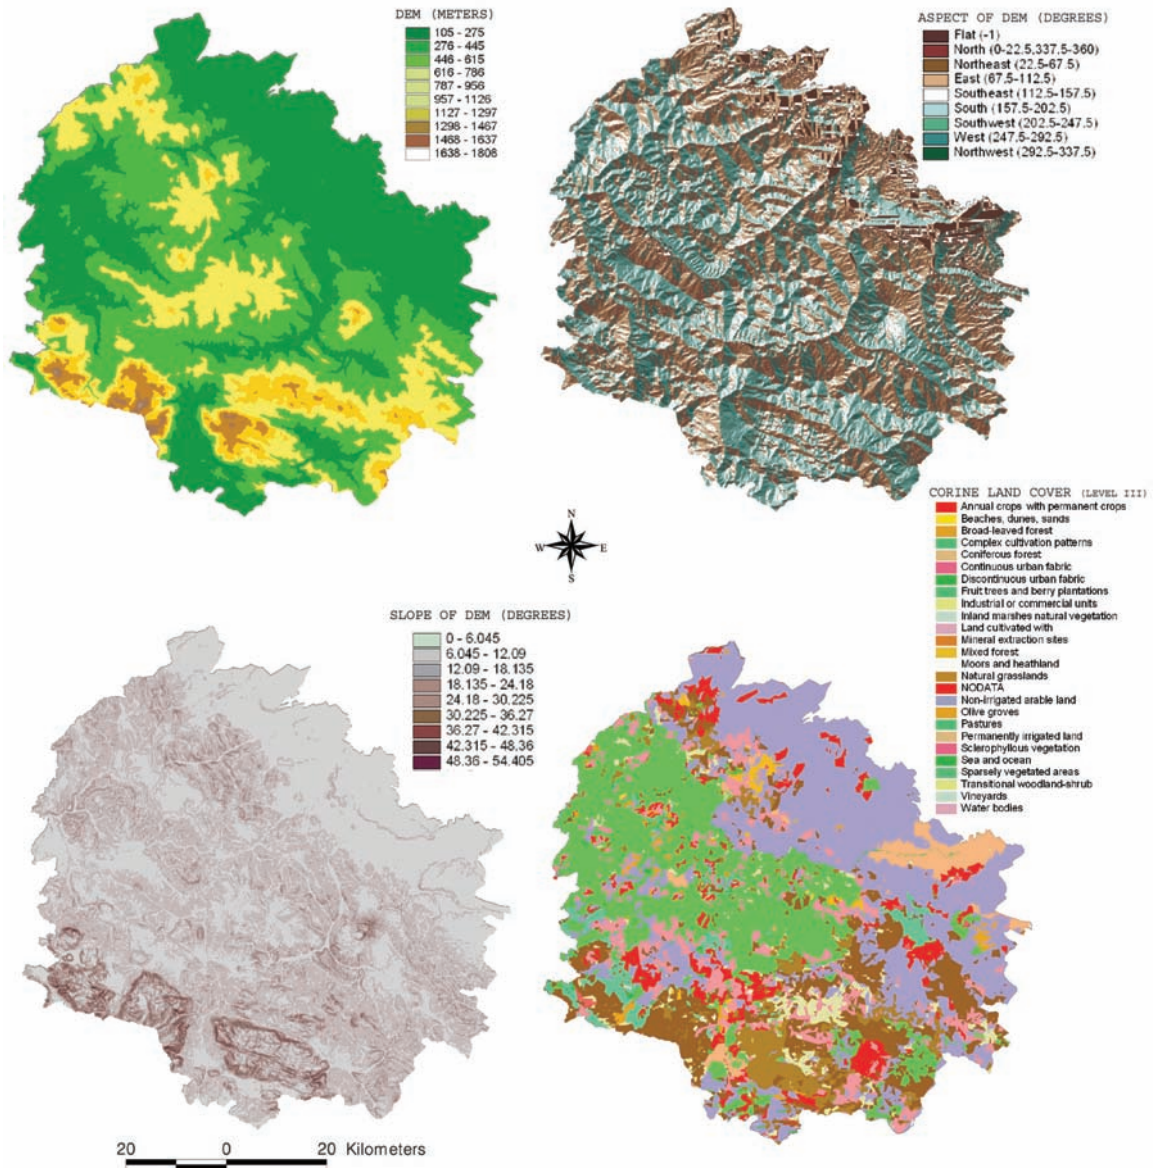 DEM (METERS)
105 - 275
276 - 445
446 - 615
616 - 786
787 - 956
957 - 1126
1127 - 1297
1298 - 1467
1468 - 1637
1638 - 1808
ASPECT OF DEM (DEGREES)
Flat (-1)
North (0-22.5,337.5-360)
Northeast (22.5-67.5)
East (67.5-112.5)
Southeast (112.5-157.5)
South (157.5-202.5)
Southwest (202.5-247.5)
West (247.5-292.5)
Northwest (292.5-337.5)
N
W E
S
SLOPE OF DEM (DEGREES)
0 - 6.045
6.045 - 12.09
12.09 - 18.135
18.135 - 24.18
24.18 - 30.225
30.225 - 36.27
36.27 - 42.315
42.315 - 48.36
48.36 - 54.405
CORINE LAND COVER (LEVEL III)
Annual crops with permanent crops
Beaches, dunes, sands
Broad-leaved forest
Complex cultivation patterns
Coniferous forest
Continuous urban fabric
Discontinuous urban fabric
Fruit trees and berry plantations
Industrial or commercial units
Inland marshes natural vegetation
Land cultivated with
Mineral extraction sites
Mixed forest
Moors and heathland
Natural grasslands
NODATA
Non-irrigated arable land
Olive groves
Pastures
Permanently irrigated land
Sclerophyllous vegetation
Sea and ocean
Sparsely vegetated areas
Transitional woodland-shrub
Vineyards
Water bodies
20 0 20 Kilometers